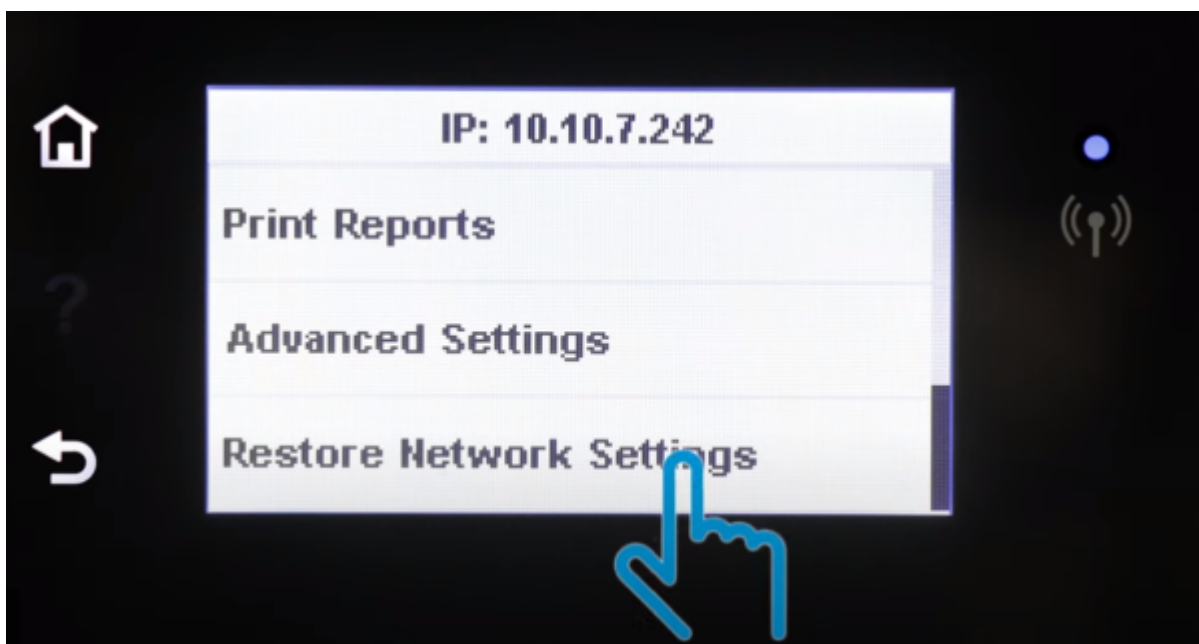 IP: 10.10.7.242
Print Reports
?
Advanced Settings
Restore Network Settings